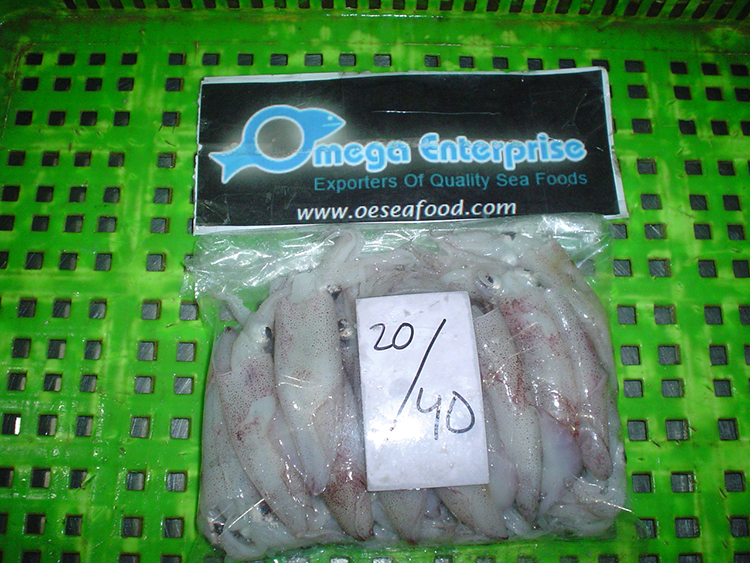 Omega Enterprise
Exporters Of Quality Sea Foods
www.oeseafood.com
20/40